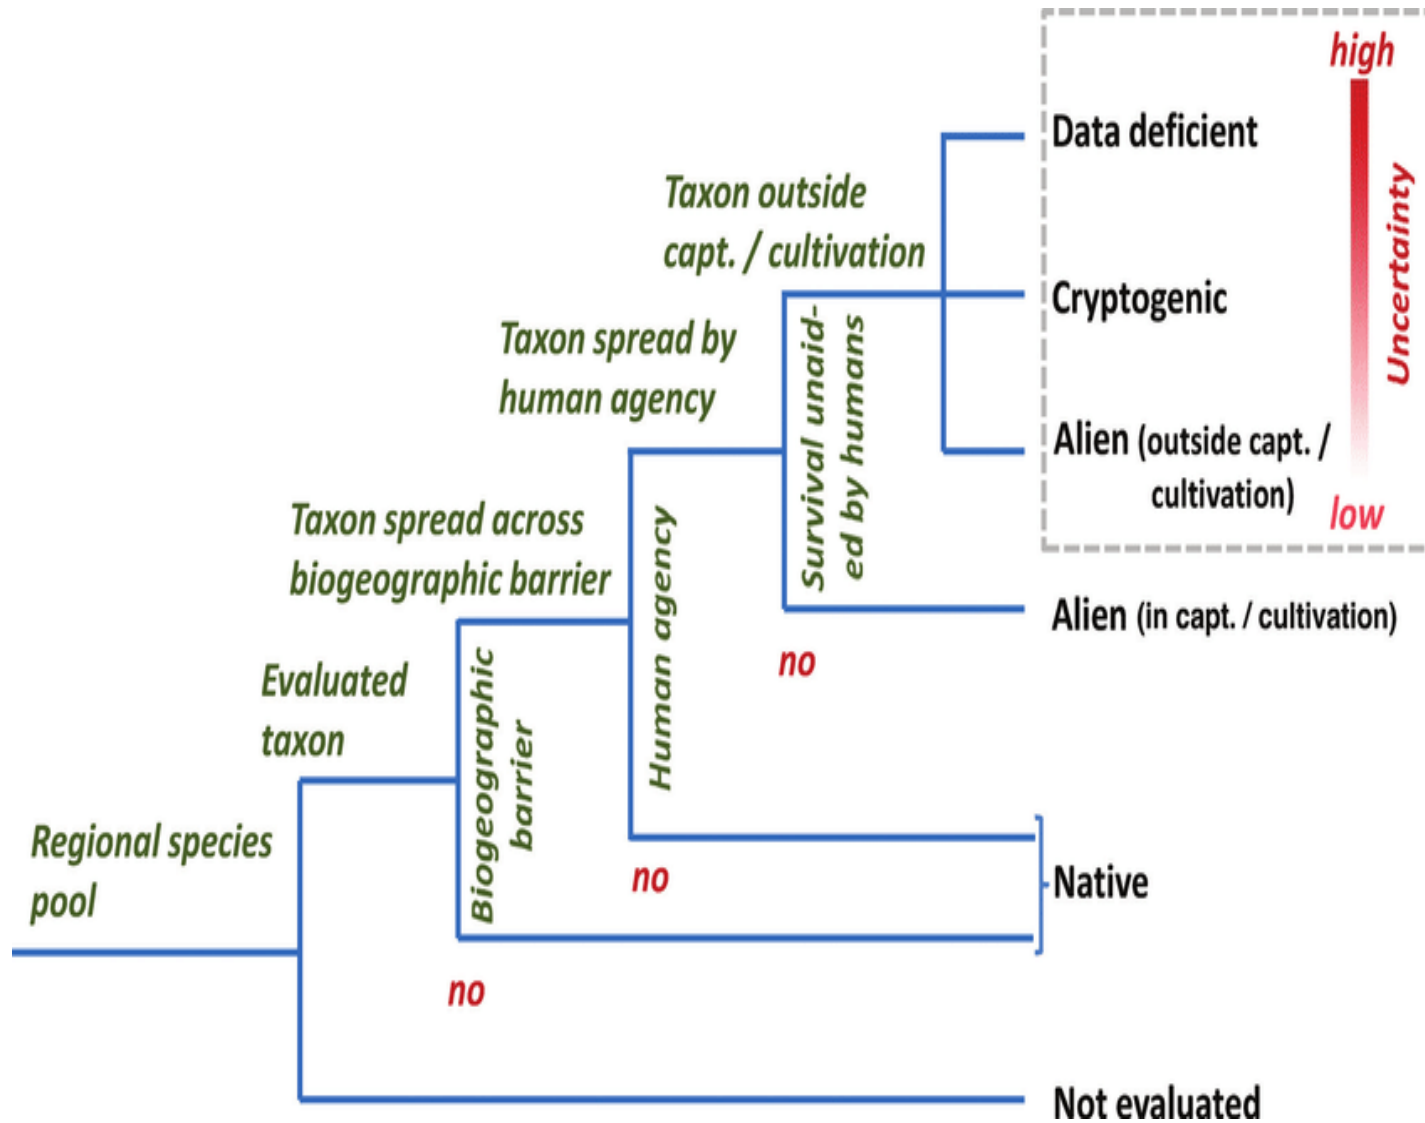 high
Data deficient
Uncertainty
Taxon outside
capt. / cultivation
Cryptogenic
Survival unaid-
ed by humans
Taxon spread by
human agency
Alien (outside capt. /
cultivation)
low
Taxon spread across
biogeographic barrier
Human agency
Alien (in capt. / cultivation)
no
Evaluated
taxon
Biogeographic
barrier
Regional species
pool
no
Native
no
Not evaluated